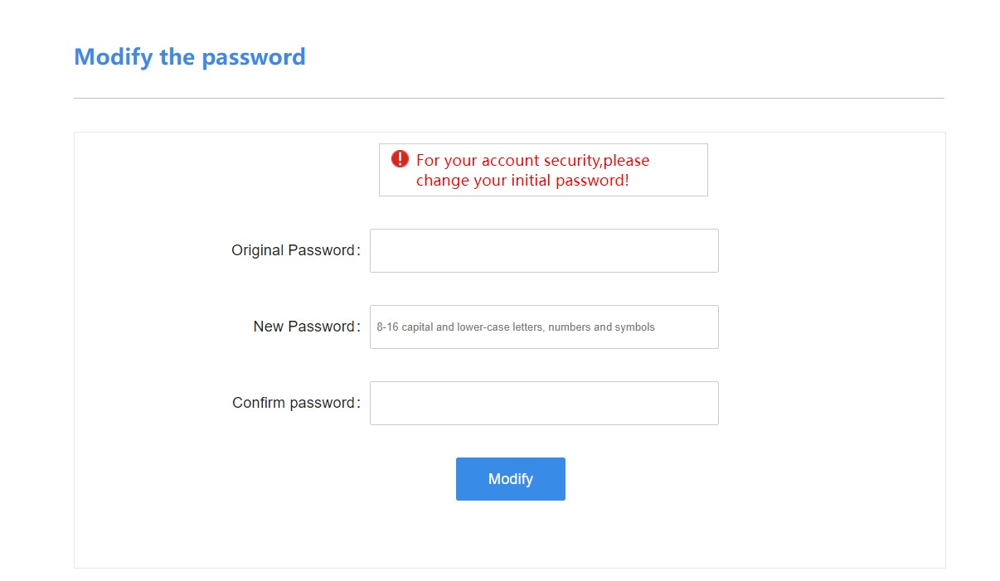 Modify the password
For your account security,please
change your initial password!
Original Password:
New Password:
8-16 capital and lower-case letters, numbers and symbols
Confirm password:
Modify